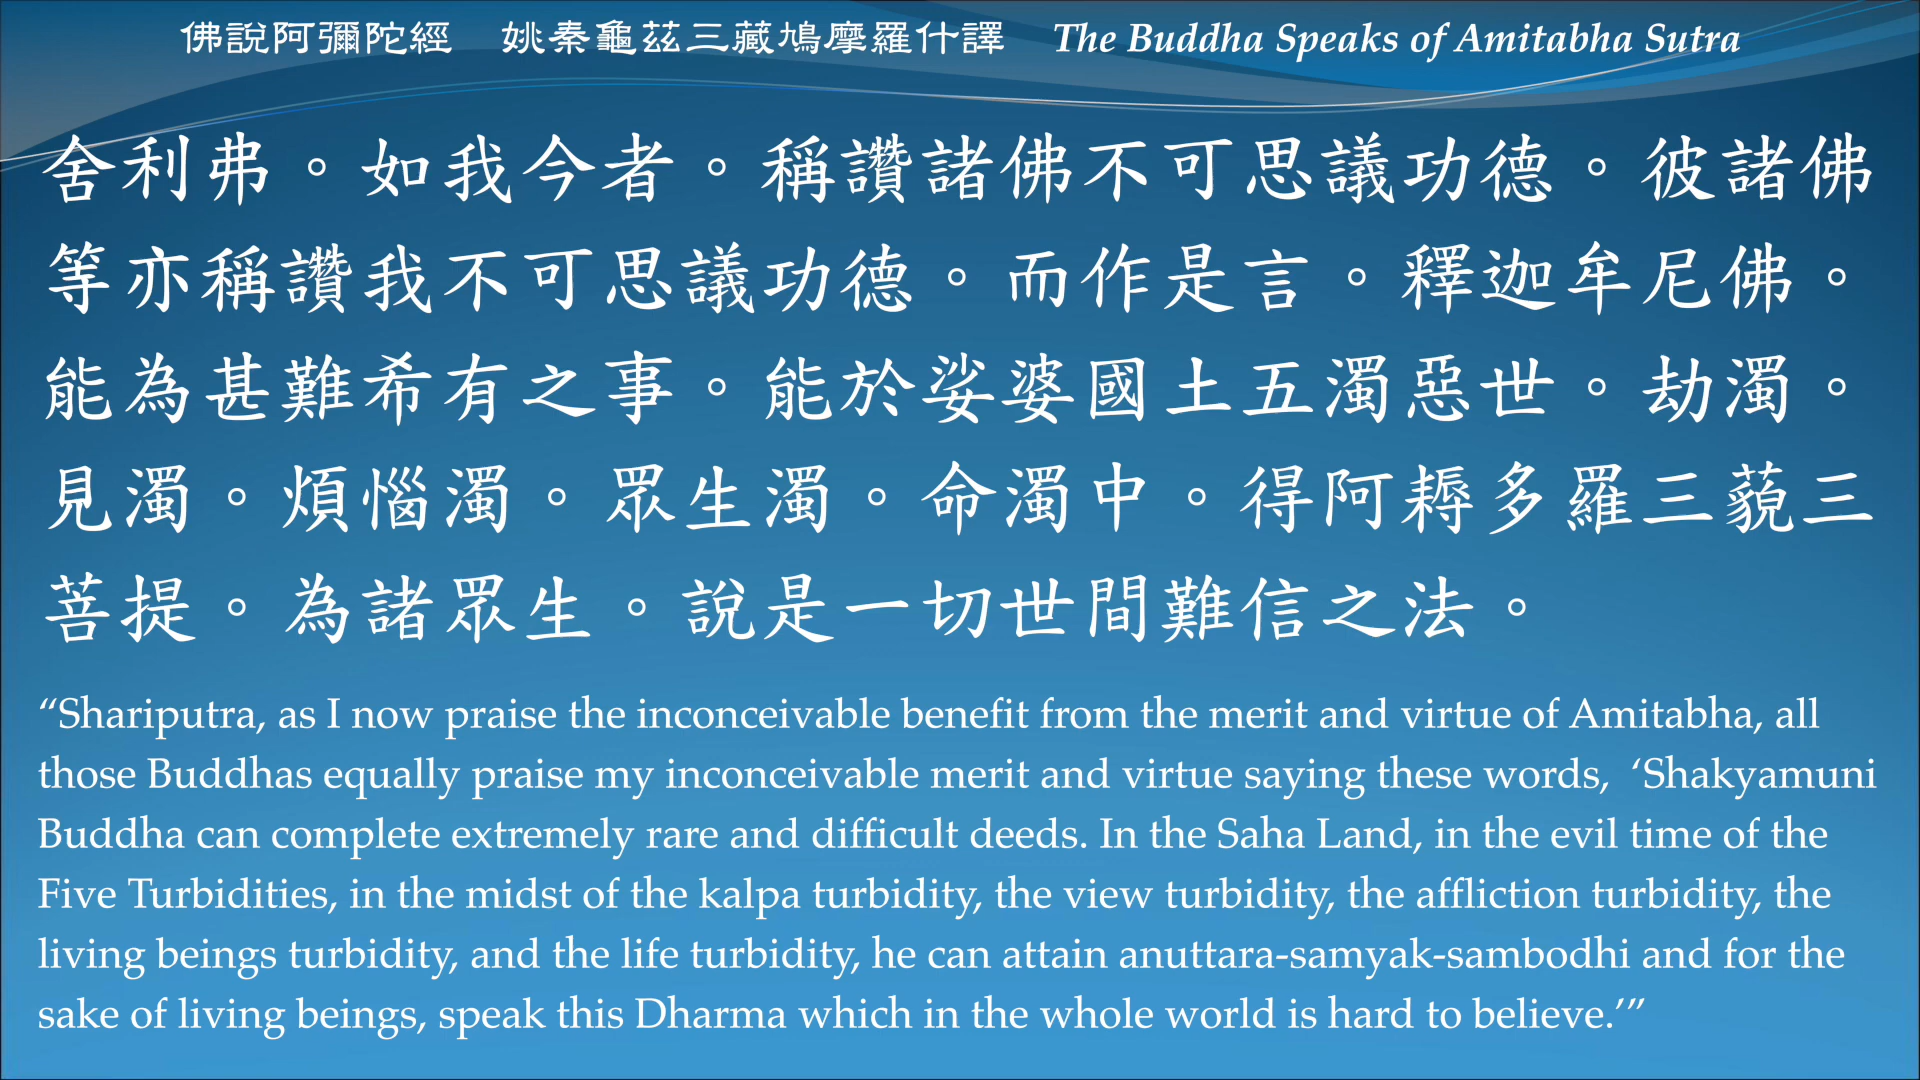 佛說阿彌陀經 姚秦龜茲三藏鳩摩羅什譯 The Buddha Speaks of Amitabha Sutra
舍利弗。如我今者。稱讚諸佛不可思議功德。彼諸佛
等亦稱讚我不可思議功德。而作是言。釋迦牟尼佛。
能為甚難希有之事。能於娑婆國土五濁惡世。劫濁。
見濁。煩惱濁。眾生濁。命濁中。得阿耨多羅三藐三
菩提。為諸眾生。說是一切世間難信之法。
“Shariputra, as I now praise the inconceivable benefit from the merit and virtue of Amitabha, all
those Buddhas equally praise my inconceivable merit and virtue saying these words, ‘Shakyamuni
Buddha can complete extremely rare and difficult deeds. In the Saha Land, in the evil time of the
Five Turbidities, in the midst of the kalpa turbidity, the view turbidity, the affliction turbidity, the
living beings turbidity, and the life turbidity, he can attain anuttara-samyak-sambodhi and for the
sake of living beings, speak this Dharma which in the whole world is hard to believe.’”